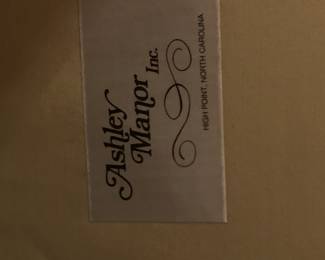 Ashley
Manor Inc.
HIGH POINT, NORTH CAROLINA